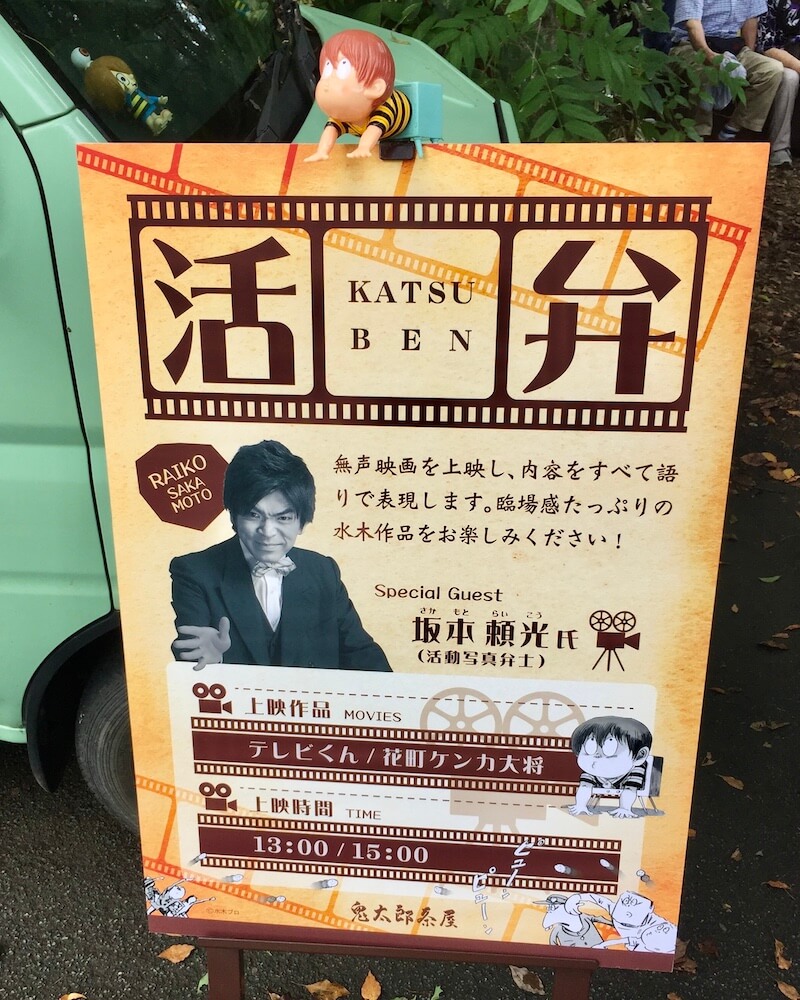 活 KATSU BEN 弁
RAIKO
SAKA
MOTO
無声映画を上映し、内容をすべて語
りで表現します。臨場感たっぷりの
水木作品をお楽しみください！
Special Guest
さか もと らい こう
坂本 頼光 氏
(活動写真弁士)
上映作品 MOVIES
テレビくん / 花町ケンカ大将
上映時間 TIME
13:00 / 15:00
ピュー
ピューン
©水木プロ
鬼太郎茶屋